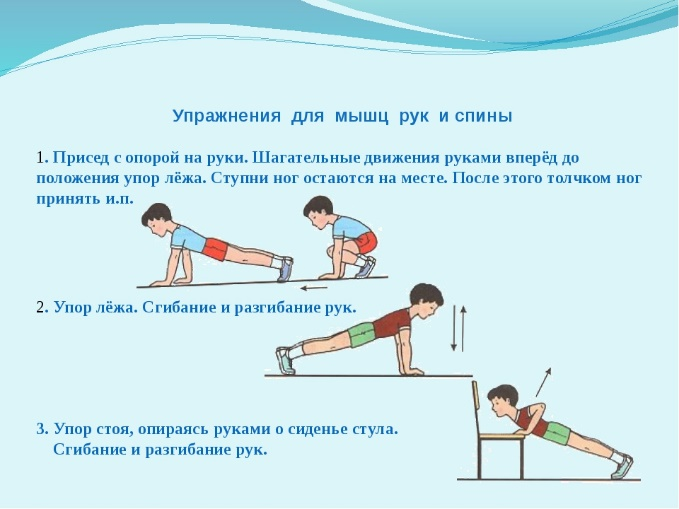 Упражнения для мышц рук и спины
1. Присед с опорой на руки. Шагательные движения руками вперёд до
положения упор лёжа. Ступни ног остаются на месте. После этого толчком ног
принять и.п.
2. Упор лёжа. Сгибание и разгибание рук.
3. Упор стоя, опираясь руками о сиденье стула.
Сгибание и разгибание рук.